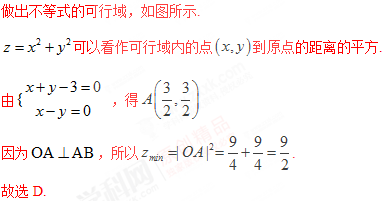 做出不等式的可行域，如图所示.
z = x² + y² 可以看作可行域内的点(x, y)到原点的距离的平方.
由{x+y−3=0 x−y=0 ，得 A(3/2, 3/2)
因为 OA⊥AB，所以 z_min=|OA|²=9/4+9/4=9/2.
故选 D.